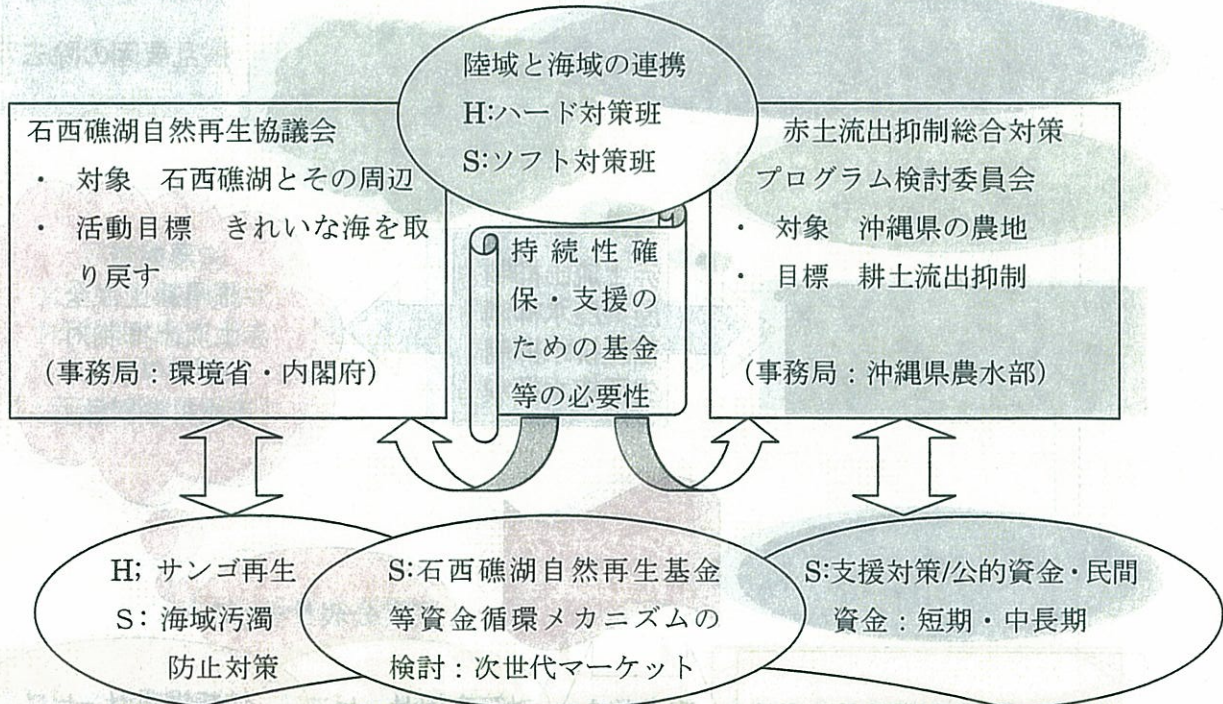 陸域と海域の連携
H:ハード対策班
S:ソフト対策班
石西礁湖自然再生協議会
・ 対象 石西礁湖とその周辺
・ 活動目標 きれいな海を取
り戻す
(事務局:環境省・内閣府)
持続性確
保・支援の
ための基金
等の必要性
赤土流出抑制総合対策
プログラム検討委員会
・ 対象 沖縄県の農地
・ 目標 耕土流出抑制
(事務局:沖縄県農水部)
H; サンゴ再生
S: 海域汚濁
防止対策
S:石西礁湖自然再生基金
等資金循環メカニズムの
検討:次世代マーケット
S:支援対策/公的資金・民間
資金:短期・中長期